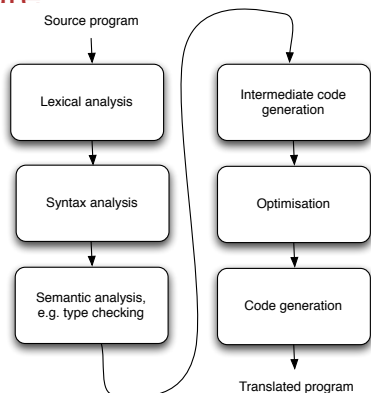 Source program
Lexical analysis
Syntax analysis
Semantic analysis,
e.g. type checking
Intermediate code
generation
Optimisation
Code generation
Translated program